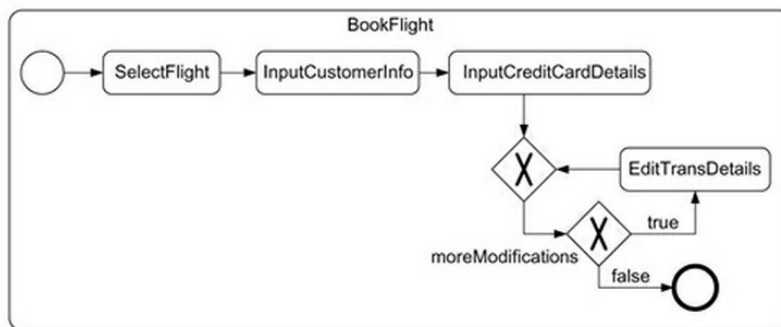 BookFlight
SelectFlight
InputCustomerInfo
InputCreditCardDetails
X
EditTransDetails
X
true
moreModifications
false